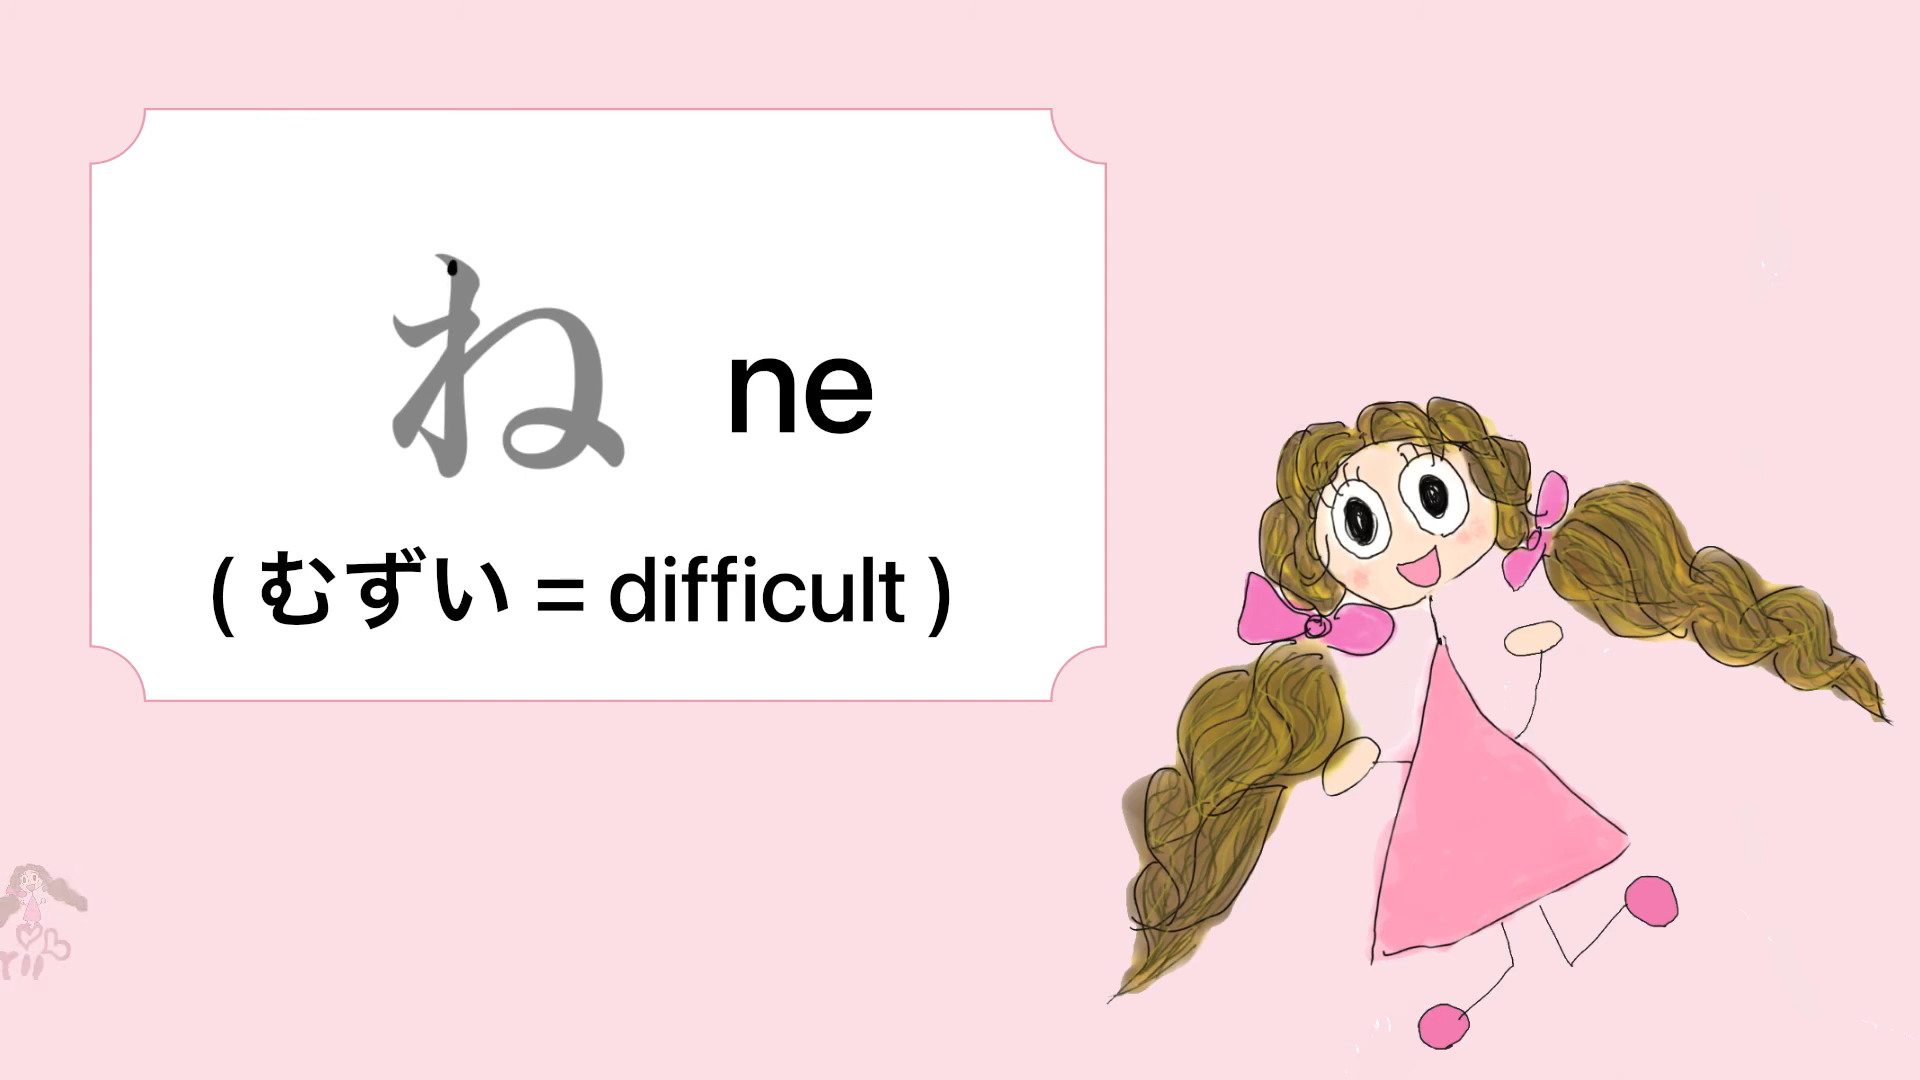 ね ne
( むずい = difficult )